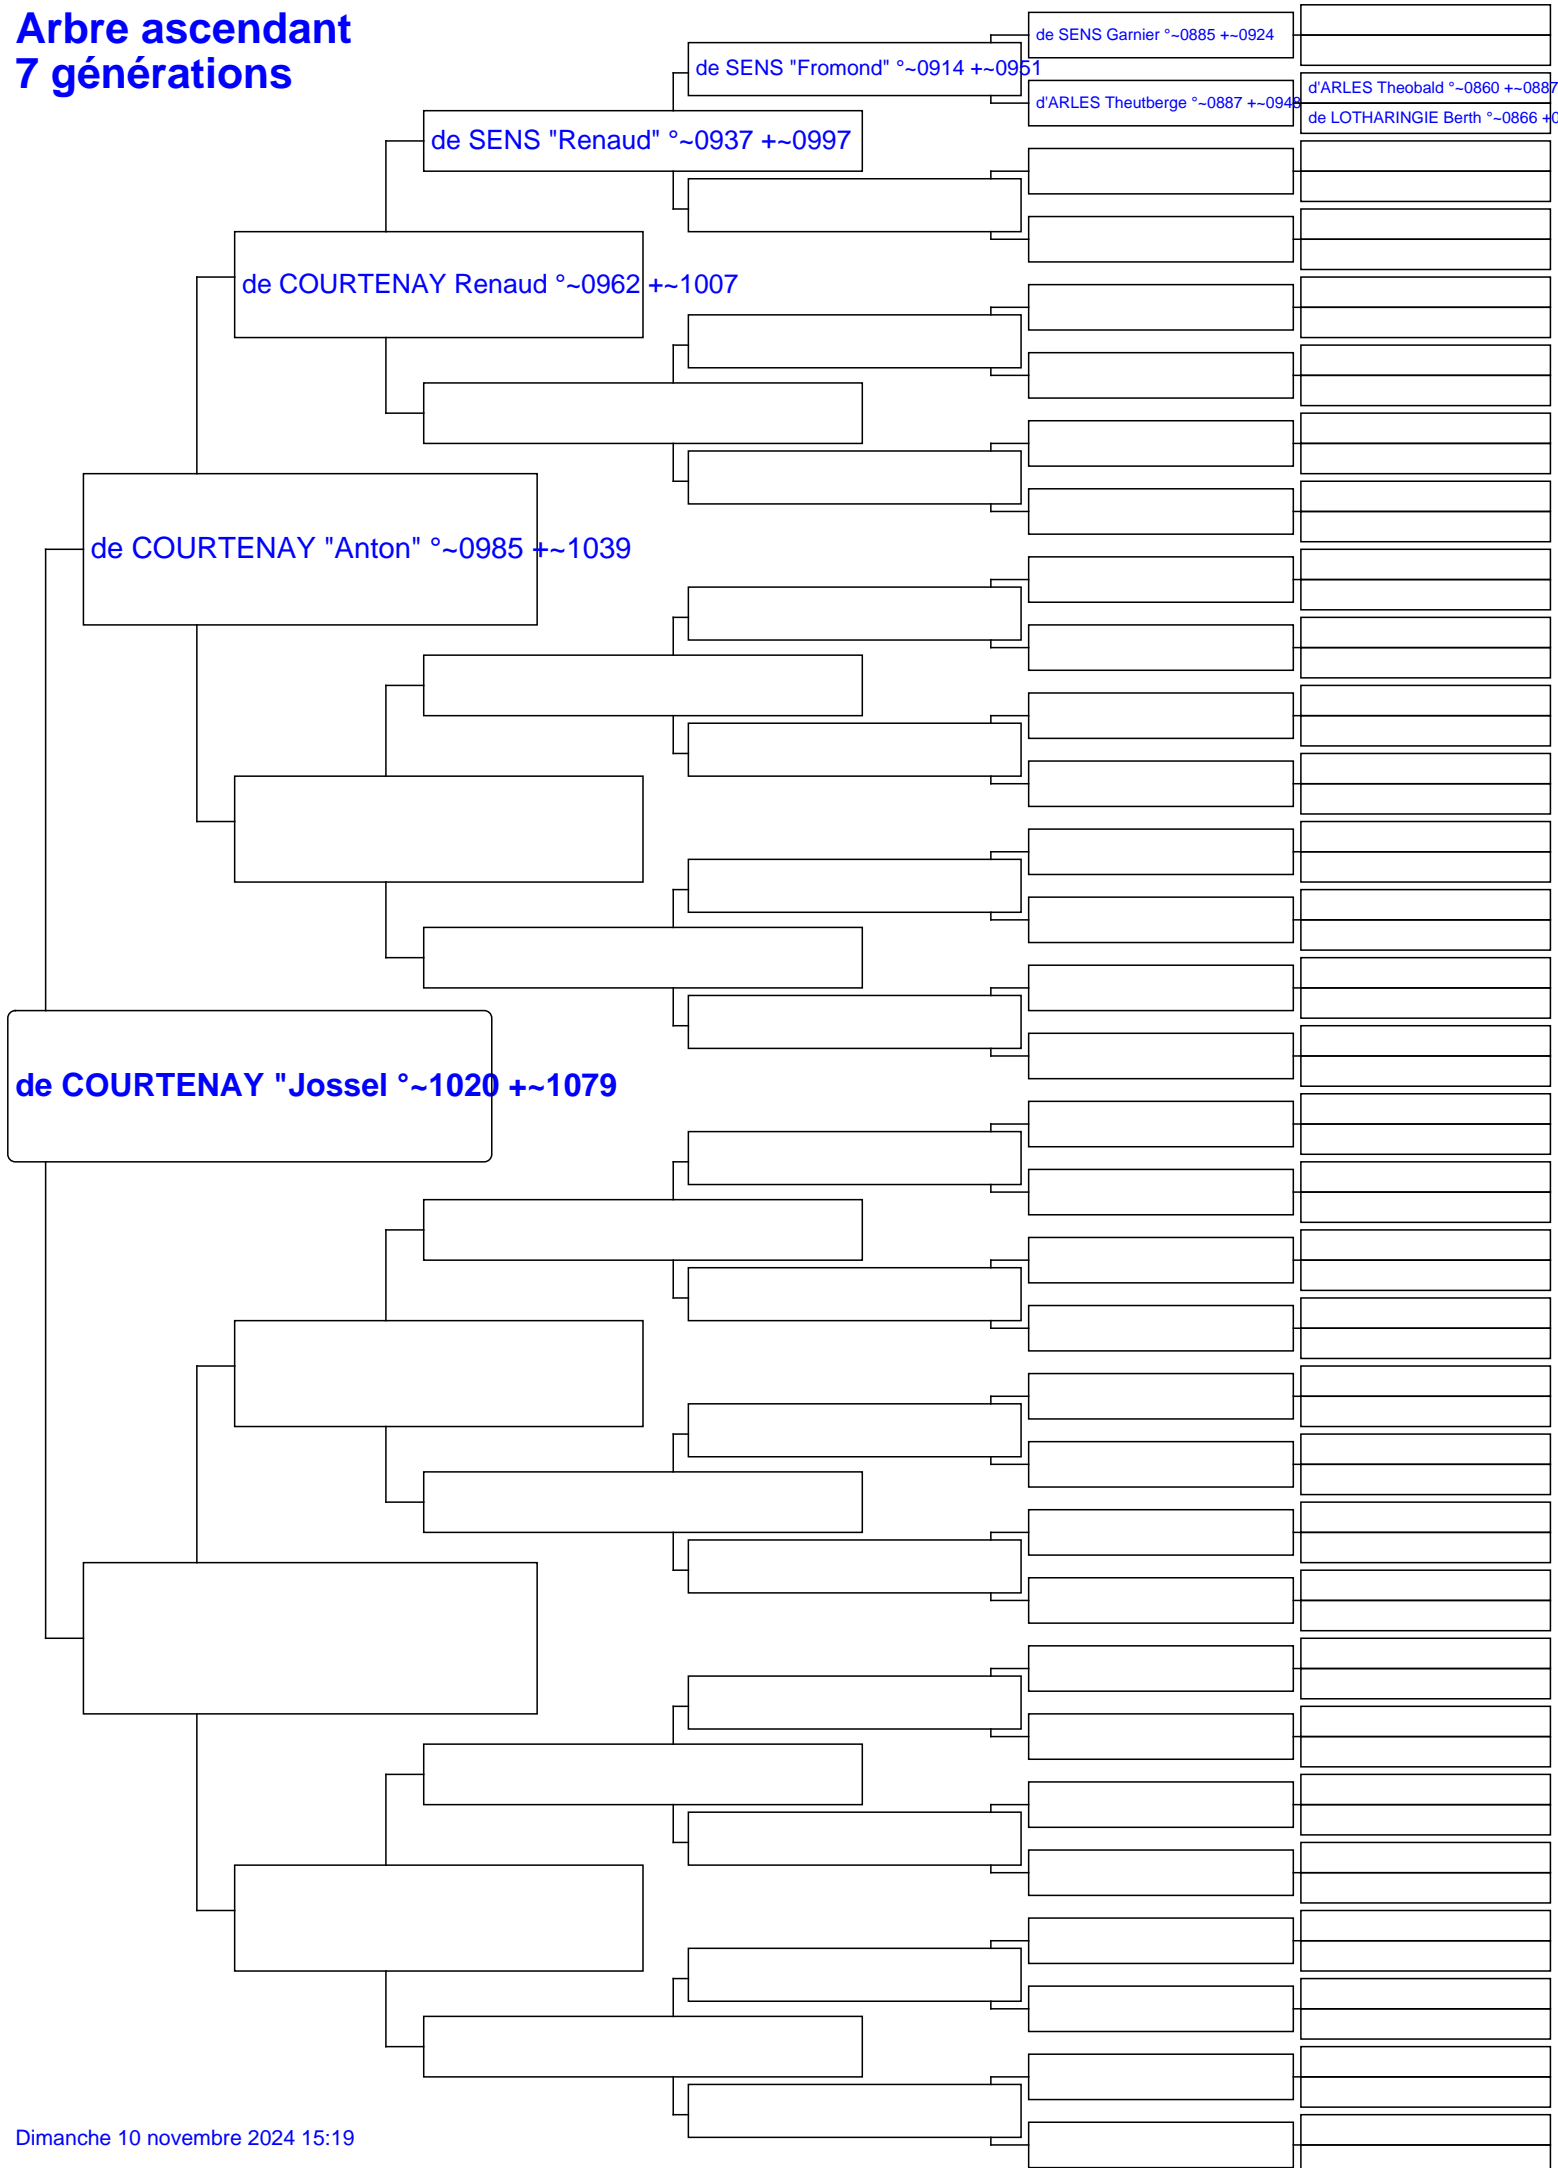 Arbre ascendant
7 générations
de SENS Garnier °~0885 +~0924
de SENS "Fromond" °~0914 +~0951
d'ARLES Theobald °~0860 +~0887
d'ARLES Theutberge °~0887 +~0948
de LOTHARINGIE Berth °~0866 +0
de SENS "Renaud" °~0937 +~0997
de COURTENAY Renaud °~0962 +~1007
de COURTENAY "Anton" °~0985 +~1039
de COURTENAY "Jossel °~1020 +~1079
Dimanche 10 novembre 2024 15:19